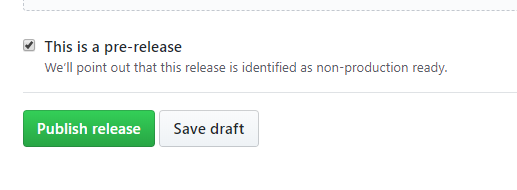 This is a pre-release
We'll point out that this release is identified as non-production ready.
Publish release Save draft